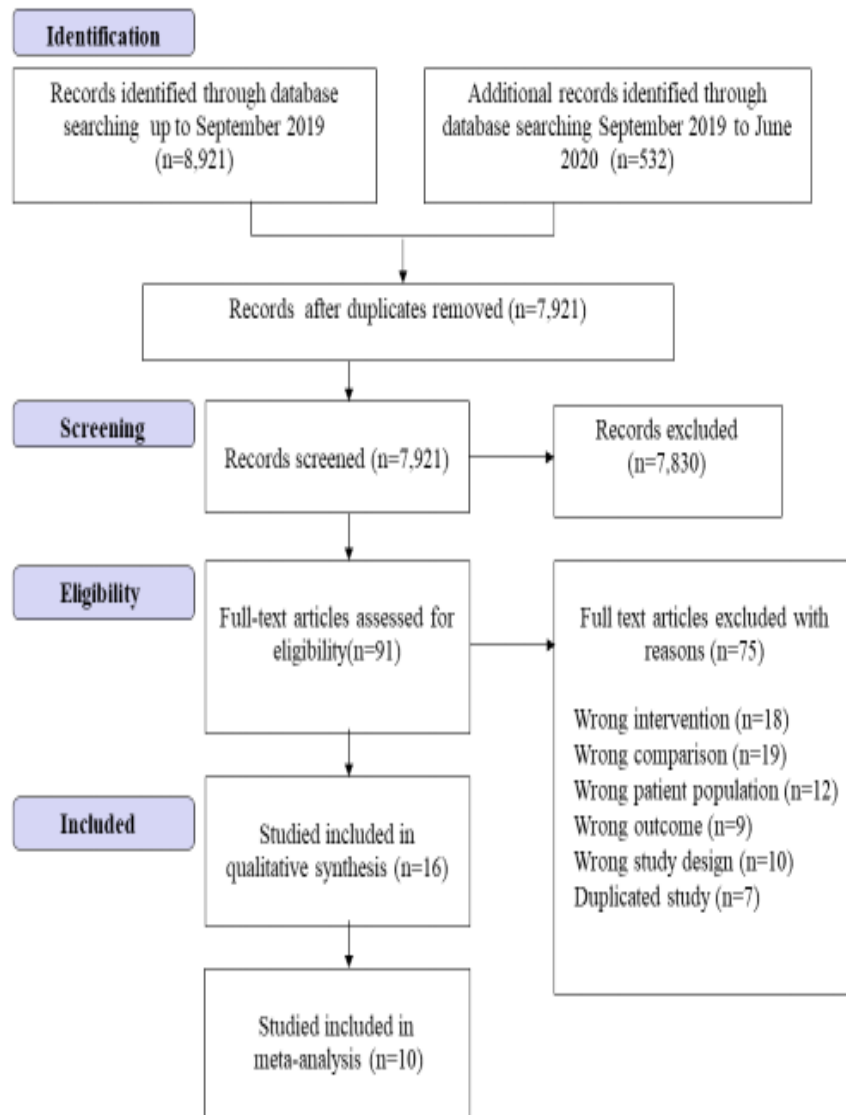 Identification
Records identified through database
searching up to September 2019
(n=8,921)
Additional records identified through
database searching September 2019 to June
2020 (n=532)
Records after duplicates removed (n=7,921)
Screening
Records screened (n=7,921)
Records excluded
(n=7,830)
Eligibility
Full-text articles assessed for
eligibility(n=91)
Full text articles excluded with
reasons (n=75)
Wrong intervention (n=18)
Wrong comparison (n=19)
Wrong patient population (n=12)
Wrong outcome (n=9)
Wrong study design (n=10)
Duplicated study (n=7)
Included
Studied included in
qualitative synthesis (n=16)
Studied included in
meta-analysis (n=10)